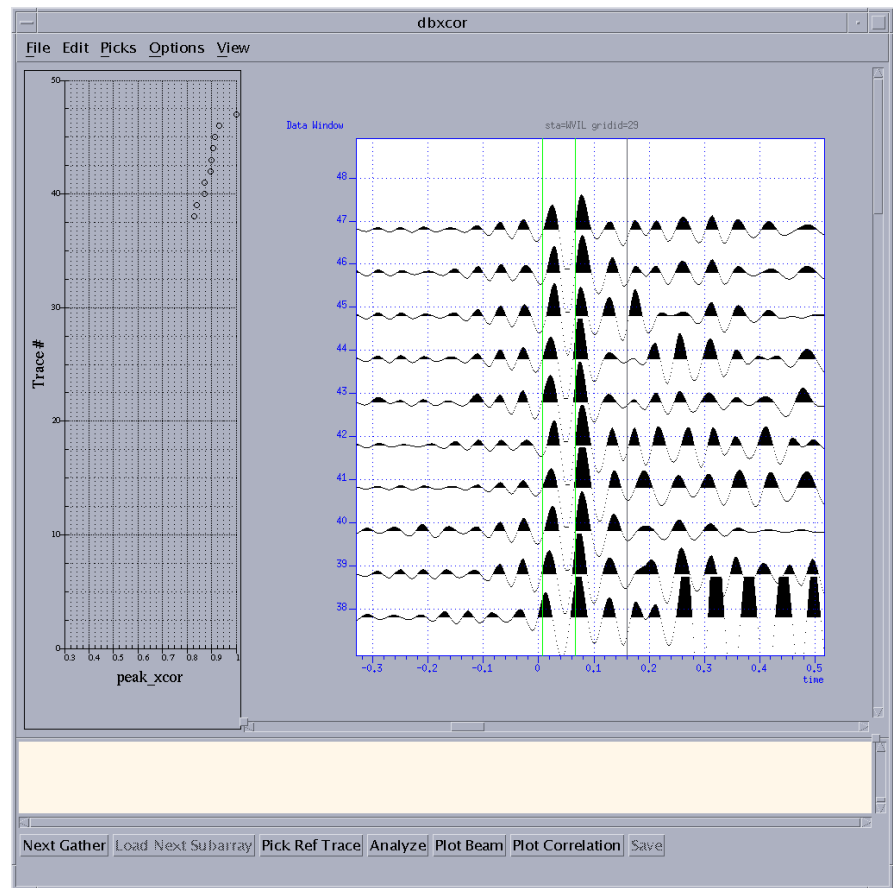 dbxcor
File Edit Picks Options View
Data Window
sta=WVIL gridid=29
50
40
30
20
10
0
Trace #
0.3 0.4 0.5 0.6 0.7 0.8 0.9 1
peak_xcor
48
47
46
45
44
43
42
41
40
39
38
-0.3 -0.2 -0.1 0 0.1 0.2 0.3 0.4 0.5
time
Next Gather Load Next Subarray Pick Ref Trace Analyze Plot Beam Plot Correlation Save